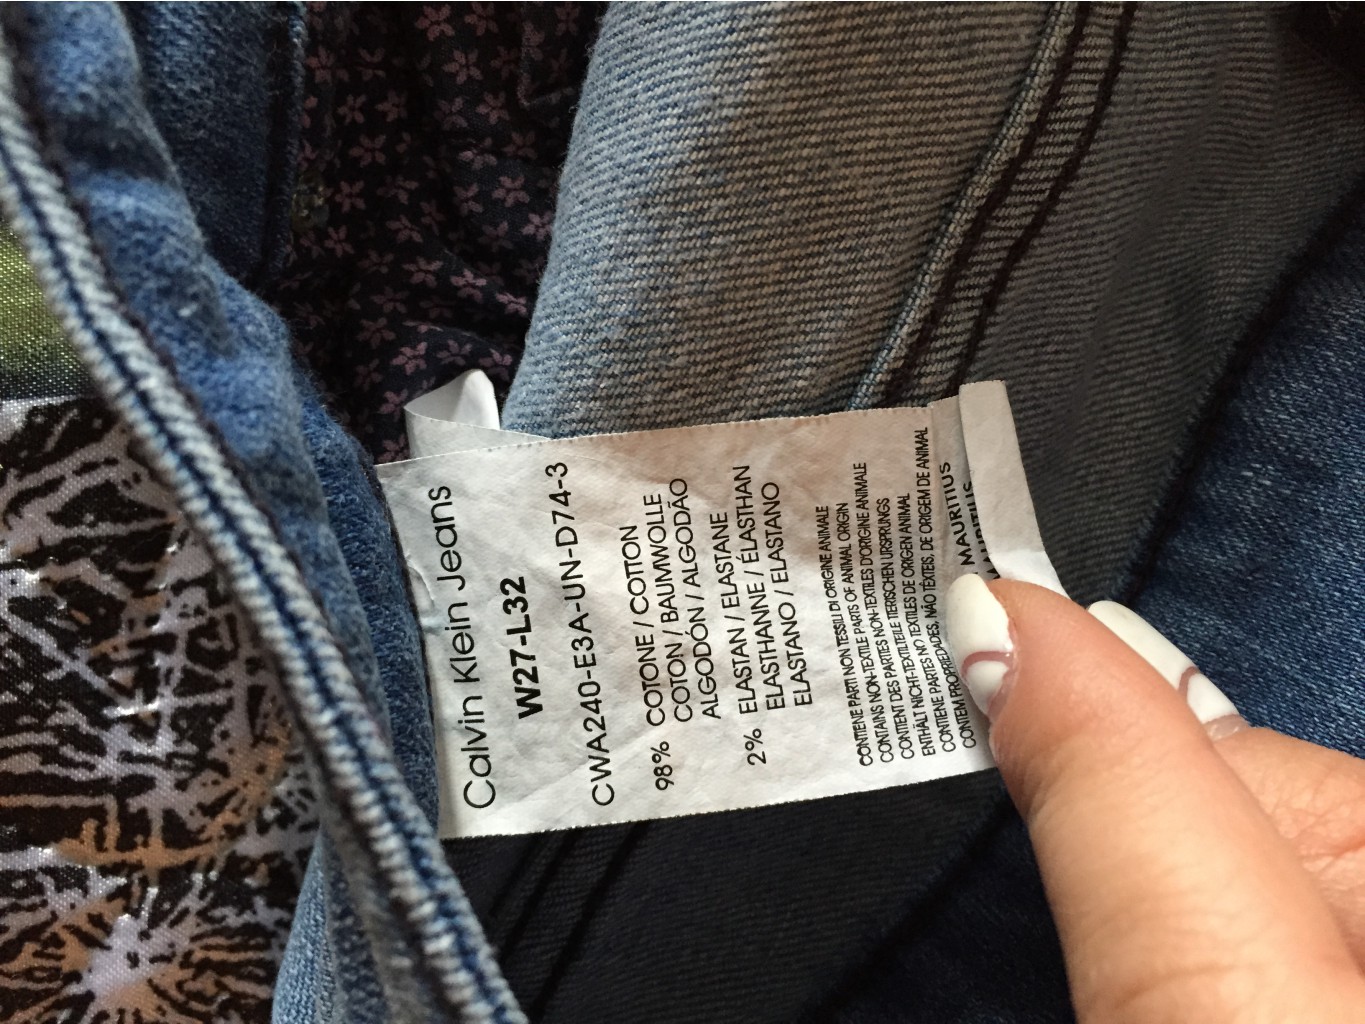 Calvin Klein Jeans
W27-L32
CWA240-E3A-UN-D74-3
98% COTONE / COTTON
COTON / BAUMWOLLE
ALGODÓN / ALGODÃO
2% ELASTAN / ELASTANE
ELASTHANNE / ÉLASTHAN
ELASTANO / ELASTANO
CONTIENE PARTI NON TESSILI DI ORIGINE ANIMALE
CONTAINS NON-TEXTILE PARTS OF ANIMAL ORIGIN
CONTIENT DES PARTIES NON-TEXTILES D'ORIGINE ANIMALE
ENTHÄLT NICHT-TEXTILE TEILE TIERISCHEN URSPRUNGS
CONTIENE PARTES NO TEXTILES DE ORIGEN ANIMAL
CONTEM PROPRIEDADES, NÃO TÊXTEIS, DE ORIGEM DE ANIMAL
MAURITIUS
MAURITIUS